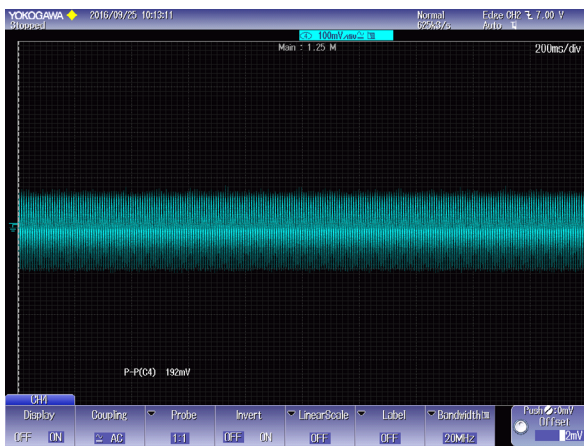 YOKOGAWA 2016/09/25 10:13:11 Normal Edge CH2 7.00 V
Stopped 625kS/s Auto
100mV/div
Main : 1.25 M 200ms/div
P-P(C4) 192mV
CH4
Display Coupling Probe Invert LinearScale Label Bandwidth Push :0mV
Offset
OFF ON AC 1:1 OFF ON OFF OFF 20MHz 2mV